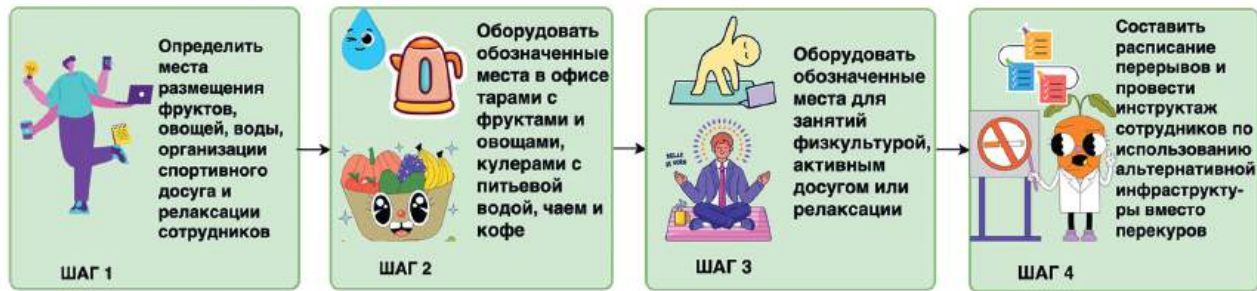 Определить
места
размещения
фруктов,
овощей, воды,
организации
спортивного
досуга и
релаксации
сотрудников
ШАГ 1
Оборудовать
обозначенные
места в офисе
тарами с
фруктами и
овощами,
кулерами с
питьевой
водой, чаем и
кофе
ШАГ 2
Оборудовать
обозначенные
места для
занятий
физкультурой,
активным
досугом или
релаксации
ШАГ 3
Составить
расписание
перерывов и
провести
инструктаж
сотрудников по
использованию
альтернативной
инфраструкту-
ры вместо
перекуров
ШАГ 4